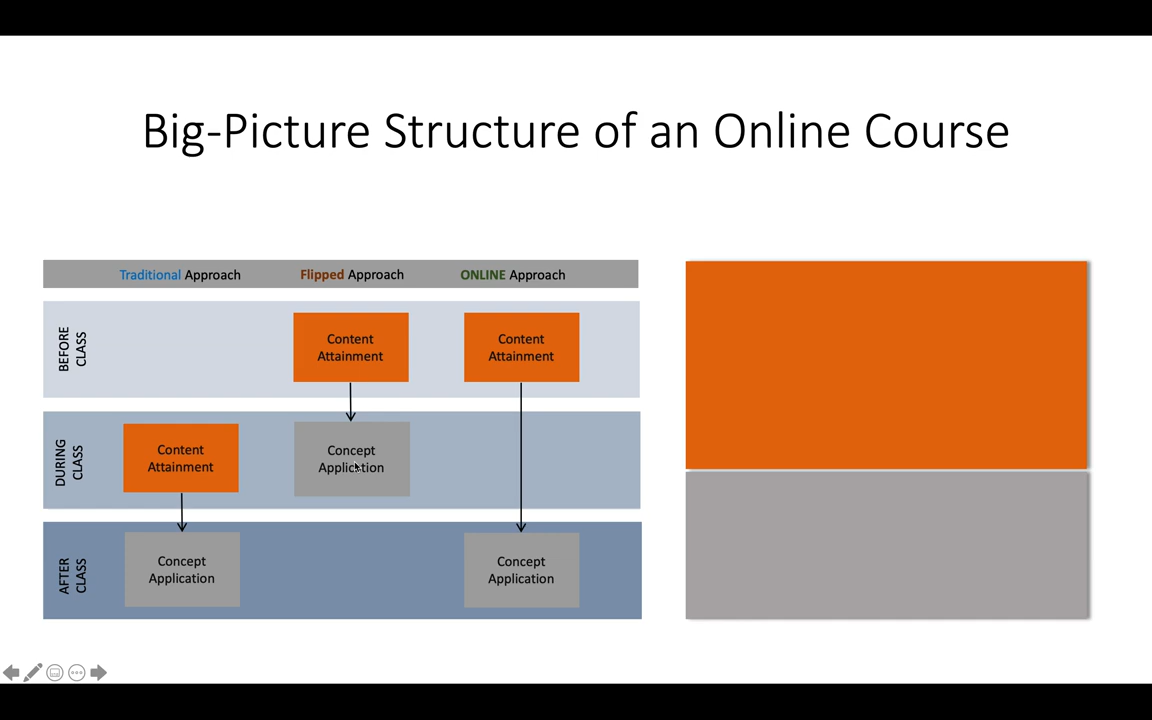 Big-Picture Structure of an Online Course
Traditional Approach
Flipped Approach
ONLINE Approach
BEFORE
CLASS
Content
Attainment
Content
Attainment
DURING
CLASS
Content
Attainment
Concept
Application
AFTER
CLASS
Concept
Application
Concept
Application